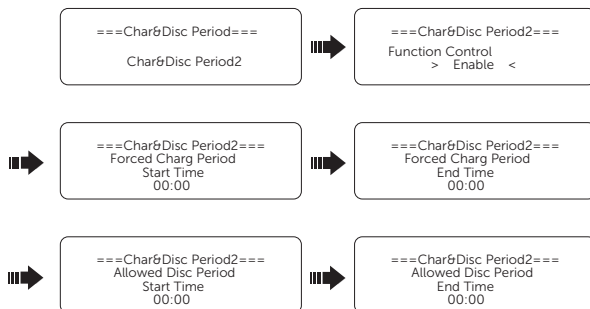 ===Char&Disc Period===
Char&Disc Period2
===Char&Disc Period2===
Function Control
> Enable <
===Char&Disc Period2===
Forced Charg Period
Start Time
00:00
===Char&Disc Period2===
Forced Charg Period
End Time
00:00
===Char&Disc Period2===
Allowed Disc Period
Start Time
00:00
===Char&Disc Period2===
Allowed Disc Period
End Time
00:00